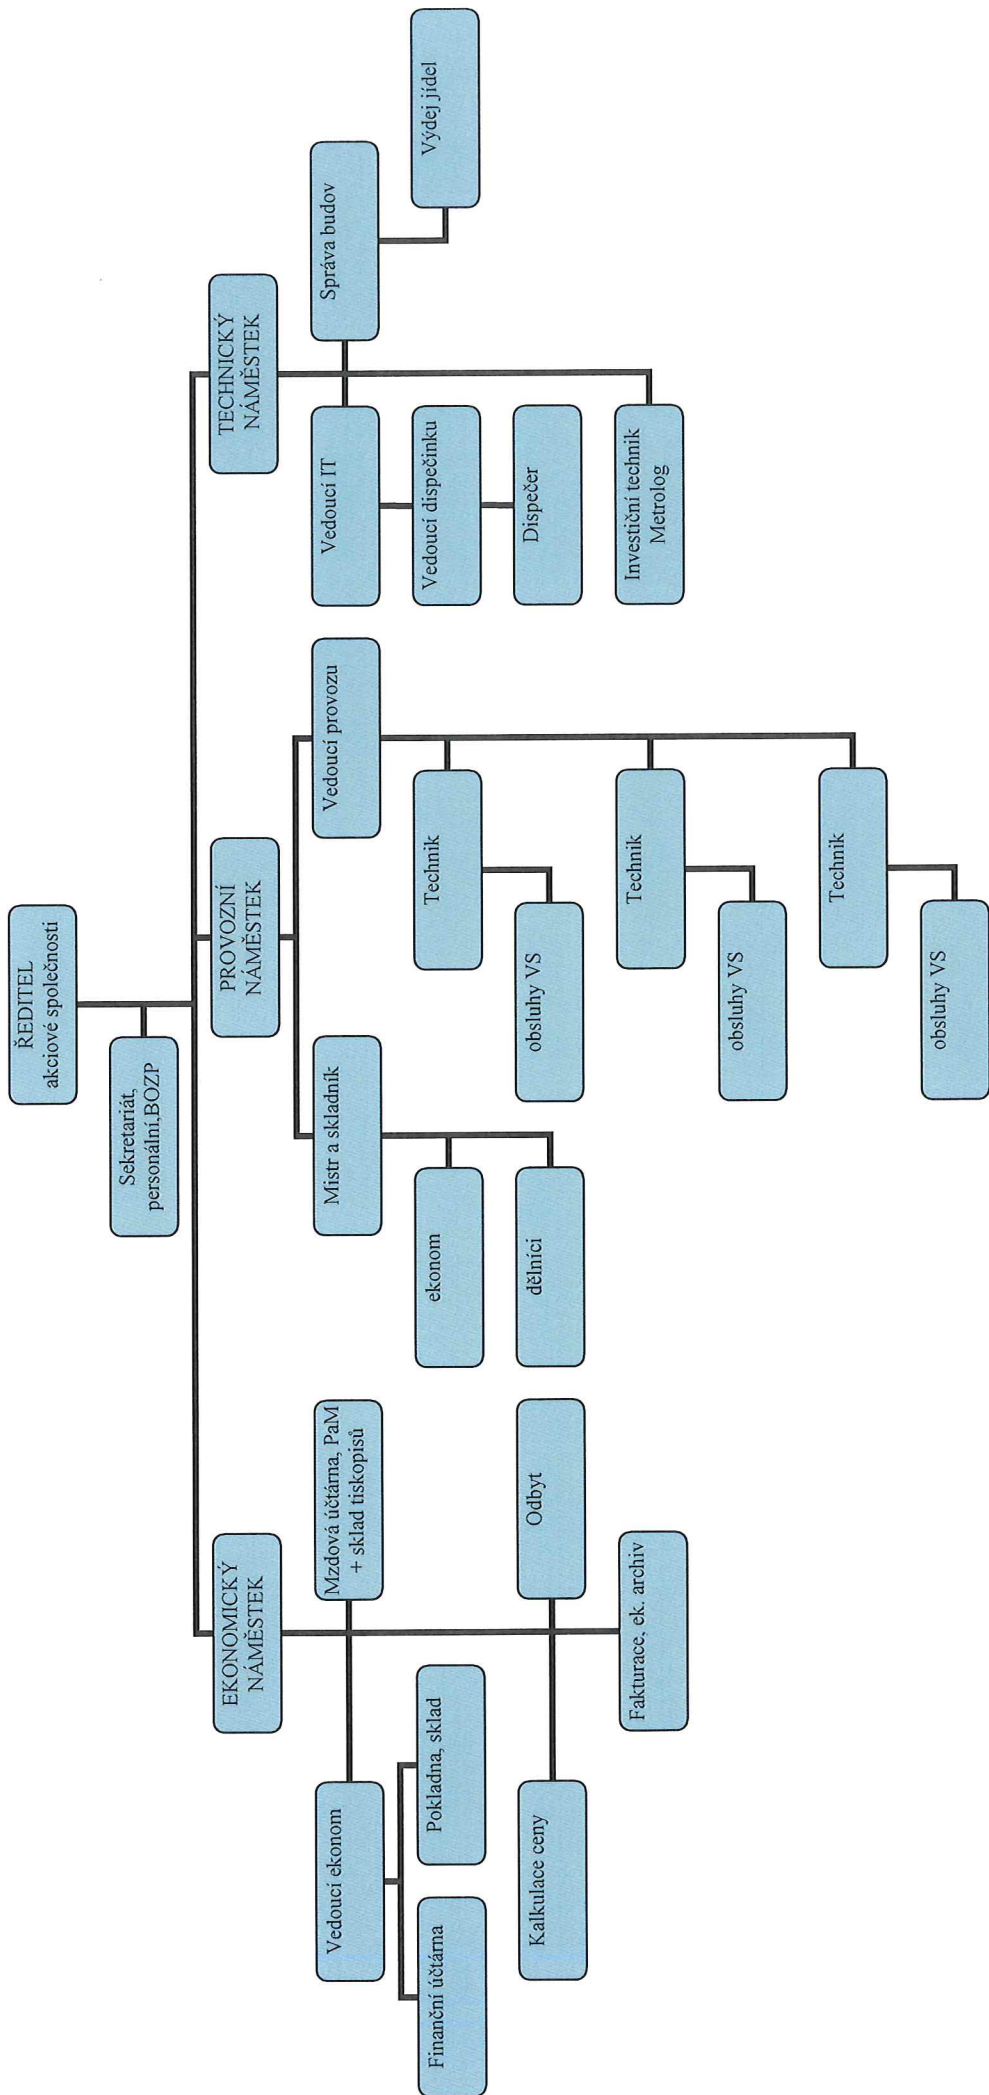 ŘEDITEL
akciové společnosti
Sekretariát,
personální,BOZP
EKONOMICKÝ
NÁMĚSTEK
PROVOZNÍ
NÁMĚSTEK
TECHNICKÝ
NÁMĚSTEK
Vedoucí ekonom
Mzdová účtárna, PaM
+ sklad tiskopisů
Mistr a skladník
Vedoucí provozu
Vedoucí IT
Správa budov
Finanční účtárna
Pokladna, sklad
ekonom
Technik
Vedoucí dispečinku
Výdej jídel
Kalkulace ceny
Odbyt
dělníci
obsluhy VS
Dispečer
Fakturace, ek. archiv
Technik
Investiční technik
Metrolog
obsluhy VS
Technik
obsluhy VS